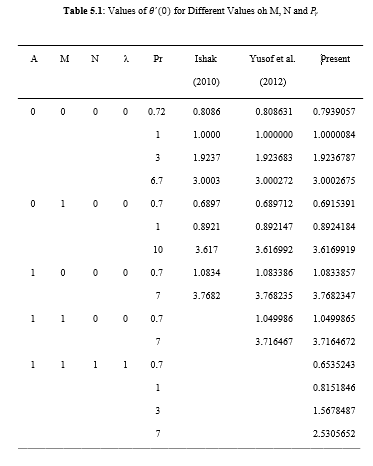 Table 5.1: Values of θ´(0) for Different Values oh M, N and Pr
A M N λ Pr Ishak Yusof et al. Present
(2010) (2012)
0 0 0 0 0.72 0.8086 0.808631 0.7939057
1 1.0000 1.000000 1.0000084
3 1.9237 1.923683 1.9236787
6.7 3.0003 3.000272 3.0002675
0 1 0 0 0.7 0.6897 0.689712 0.6915391
1 0.8921 0.892147 0.8924184
10 3.617 3.616992 3.6169919
1 0 0 0 0.7 1.0834 1.083386 1.0833857
7 3.7682 3.768235 3.7682347
1 1 0 0 0.7 1.049986 1.0499865
7 3.716467 3.7164672
1 1 1 1 0.7 0.6535243
1 0.8151846
3 1.5678487
7 2.5305652